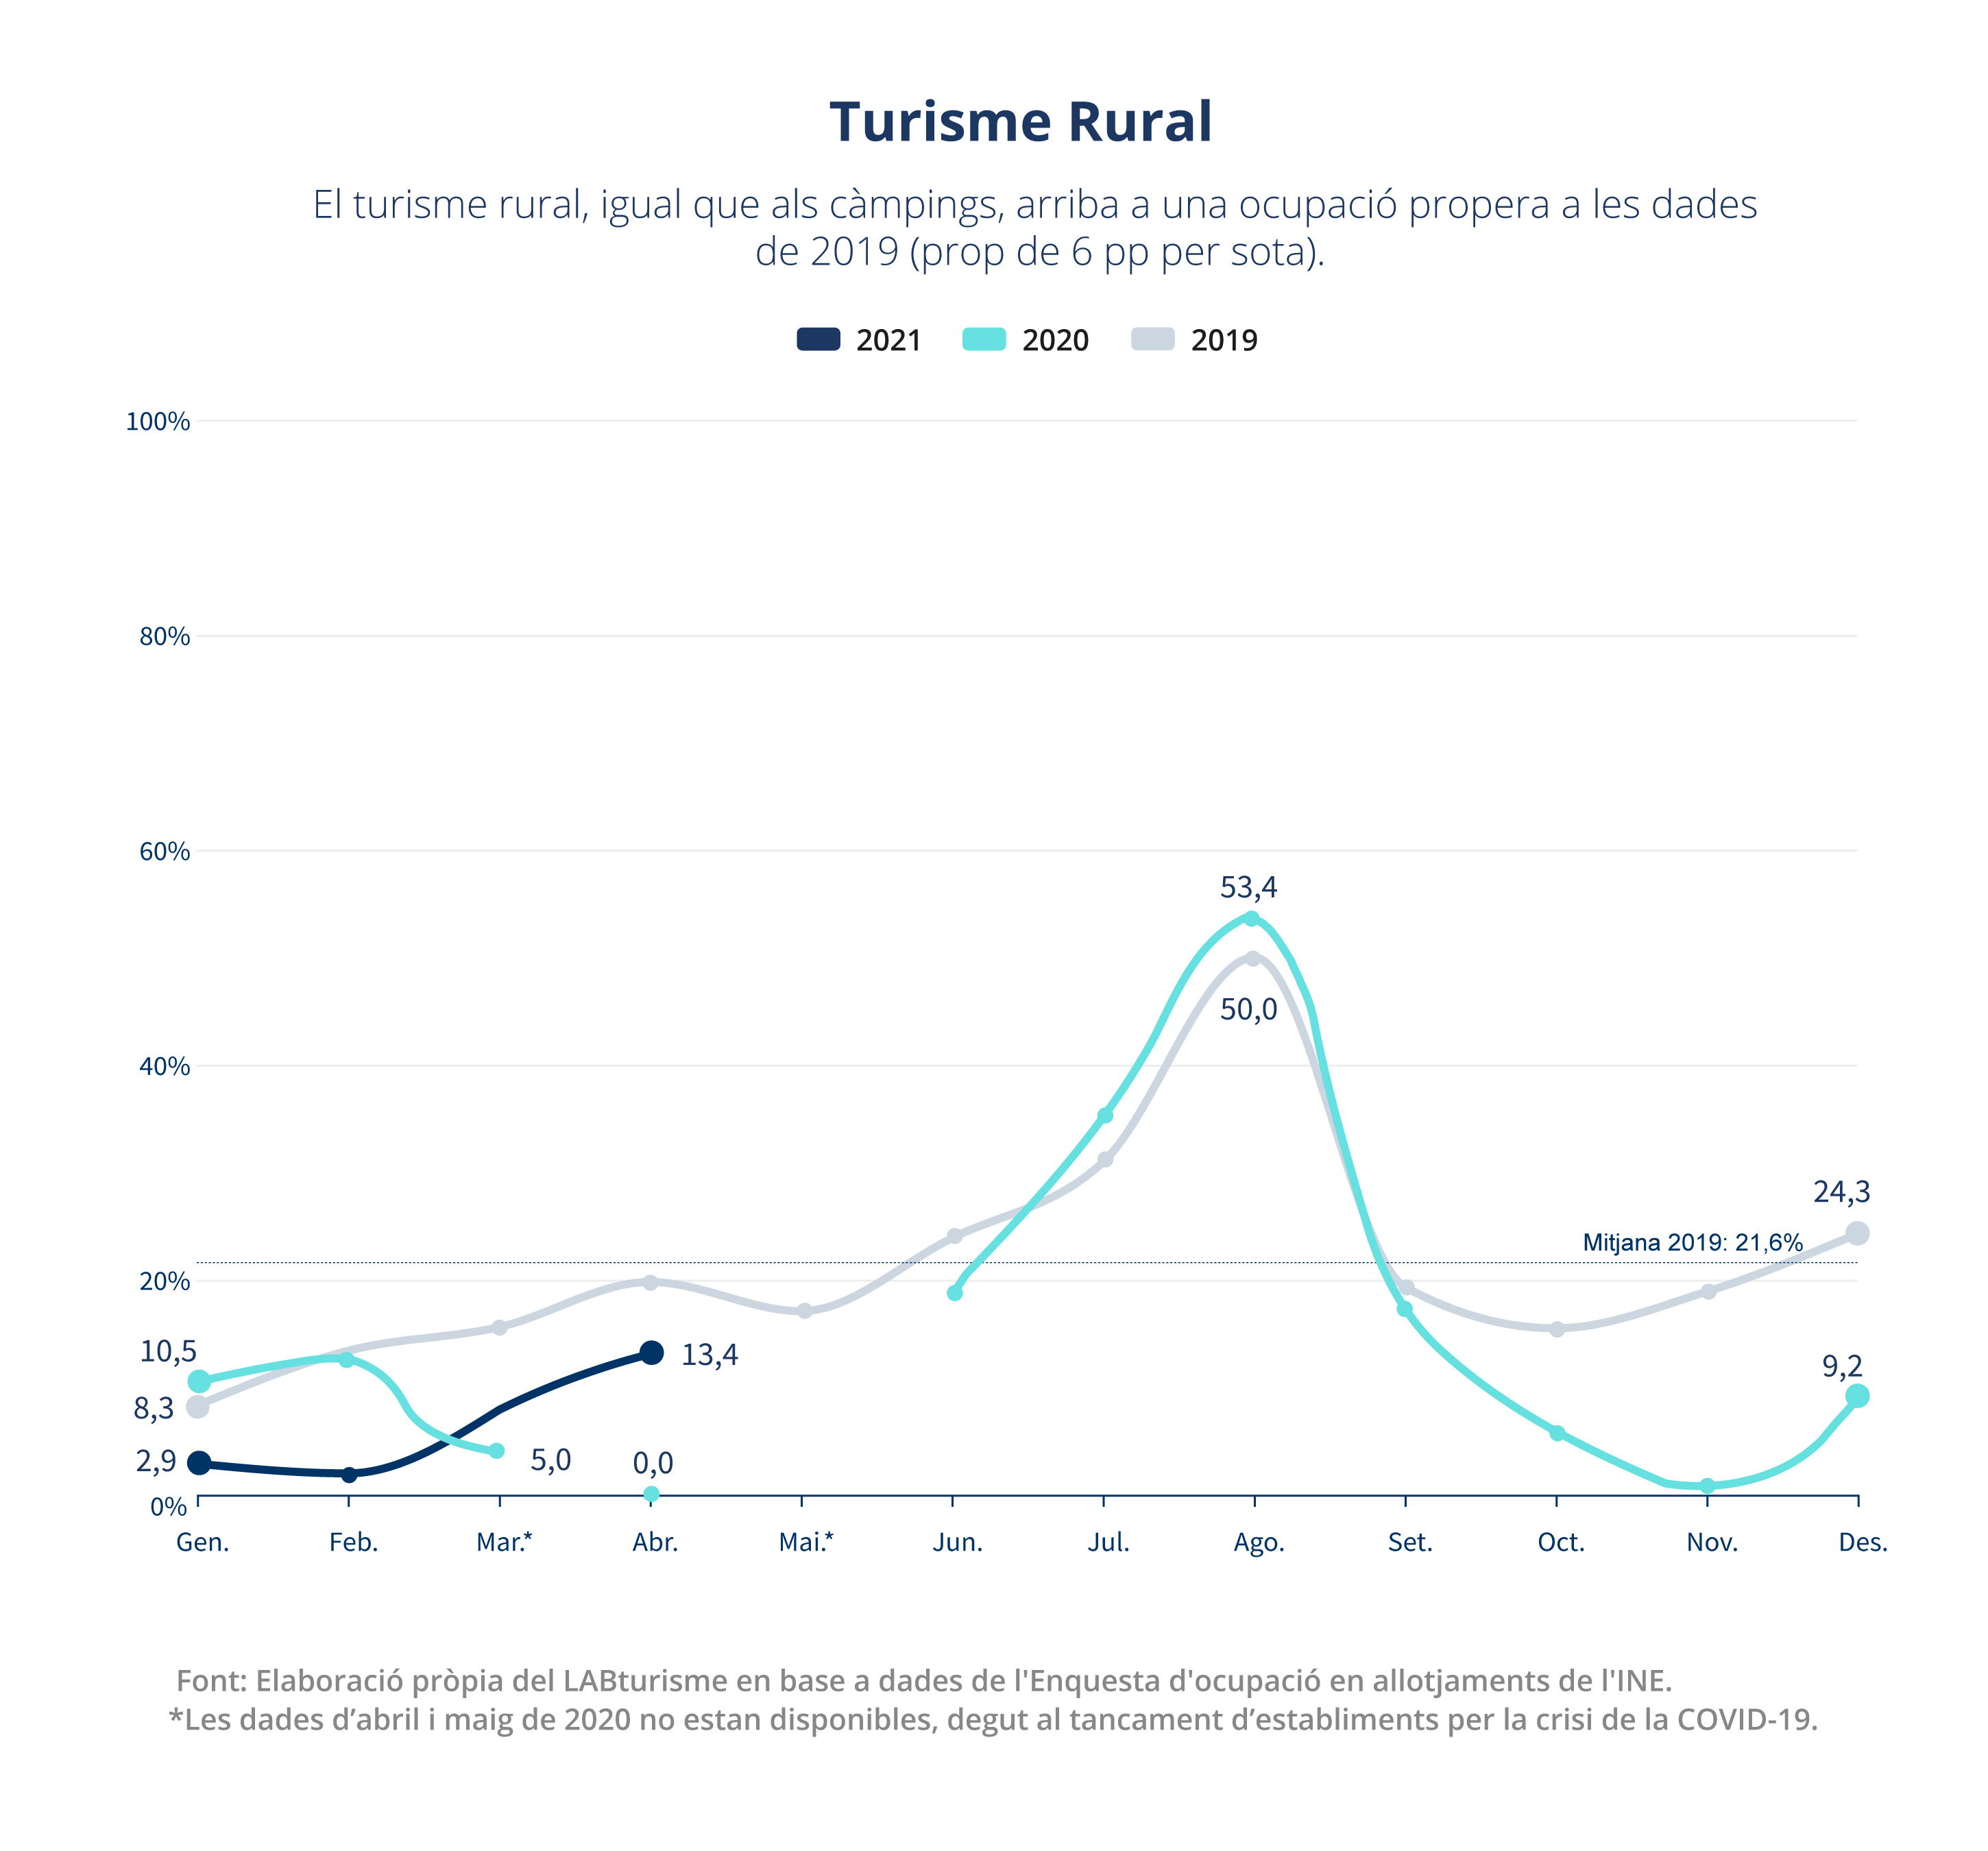 Turisme Rural
El turisme rural, igual que als càmpings, arriba a una ocupació propera a les dades
de 2019 (prop de 6 pp per sota).
2021 2020 2019
100%
80%
60%
53,4
50,0
40%
24,3
Mitjana 2019: 21,6%
20%
10,5
13,4
9,2
8,3
2,9
5,0
0,0
0%
Gen. Feb. Mar.* Abr. Mai.* Jun. Jul. Ago. Set. Oct. Nov. Des.
Font: Elaboració pròpia del LABturisme en base a dades de l'Enquesta d'ocupació en allotjaments de l'INE.
*Les dades d’abril i maig de 2020 no estan disponibles, degut al tancament d’establiments per la crisi de la COVID-19.